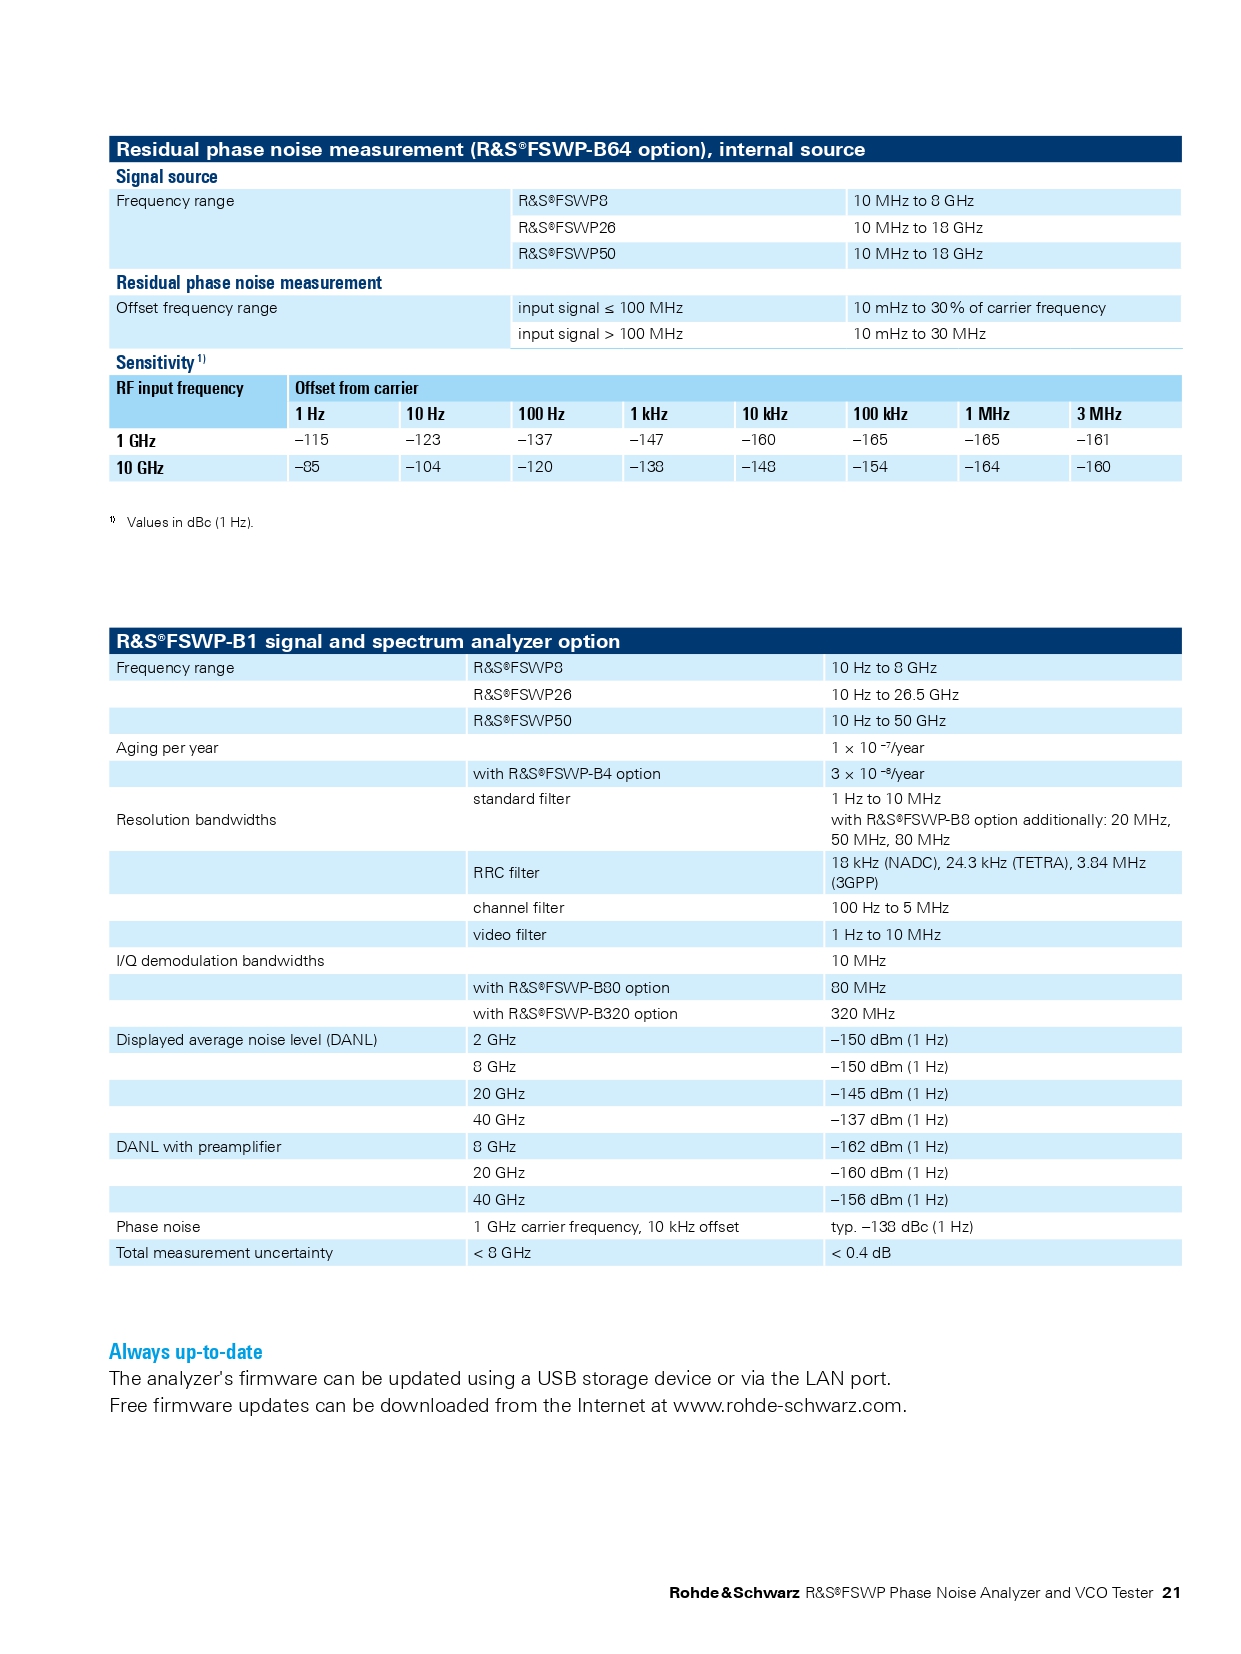 Residual phase noise measurement (R&S®FSWP-B64 option), internal source
Signal source
Frequency range R&S®FSWP8 10 MHz to 8 GHz
R&S®FSWP26 10 MHz to 18 GHz
R&S®FSWP50 10 MHz to 18 GHz
Residual phase noise measurement
Offset frequency range input signal ≤ 100 MHz 10 mHz to 30% of carrier frequency
input signal > 100 MHz 10 mHz to 30 MHz
Sensitivity 1)
RF input frequency Offset from carrier
1 Hz 10 Hz 100 Hz 1 kHz 10 kHz 100 kHz 1 MHz 3 MHz
1 GHz –115 –123 –137 –147 –160 –165 –165 –161
10 GHz –85 –104 –120 –138 –148 –154 –164 –160
1) Values in dBc (1 Hz).
R&S®FSWP-B1 signal and spectrum analyzer option
Frequency range R&S®FSWP8 10 Hz to 8 GHz
R&S®FSWP26 10 Hz to 26.5 GHz
R&S®FSWP50 10 Hz to 50 GHz
Aging per year 1 × 10 –7/year
with R&S®FSWP-B4 option 3 × 10 –8/year
standard filter 1 Hz to 10 MHz
Resolution bandwidths with R&S®FSWP-B8 option additionally: 20 MHz,
50 MHz, 80 MHz
RRC filter 18 kHz (NADC), 24.3 kHz (TETRA), 3.84 MHz
(3GPP)
channel filter 100 Hz to 5 MHz
video filter 1 Hz to 10 MHz
I/Q demodulation bandwidths 10 MHz
with R&S®FSWP-B80 option 80 MHz
with R&S®FSWP-B320 option 320 MHz
Displayed average noise level (DANL) 2 GHz –150 dBm (1 Hz)
8 GHz –150 dBm (1 Hz)
20 GHz –145 dBm (1 Hz)
40 GHz –137 dBm (1 Hz)
DANL with preamplifier 8 GHz –162 dBm (1 Hz)
20 GHz –160 dBm (1 Hz)
40 GHz –156 dBm (1 Hz)
Phase noise 1 GHz carrier frequency, 10 kHz offset typ. –138 dBc (1 Hz)
Total measurement uncertainty < 8 GHz < 0.4 dB
Always up-to-date
The analyzer's firmware can be updated using a USB storage device or via the LAN port.
Free firmware updates can be downloaded from the Internet at www.rohde-schwarz.com.
Rohde & Schwarz R&S®FSWP Phase Noise Analyzer and VCO Tester 21